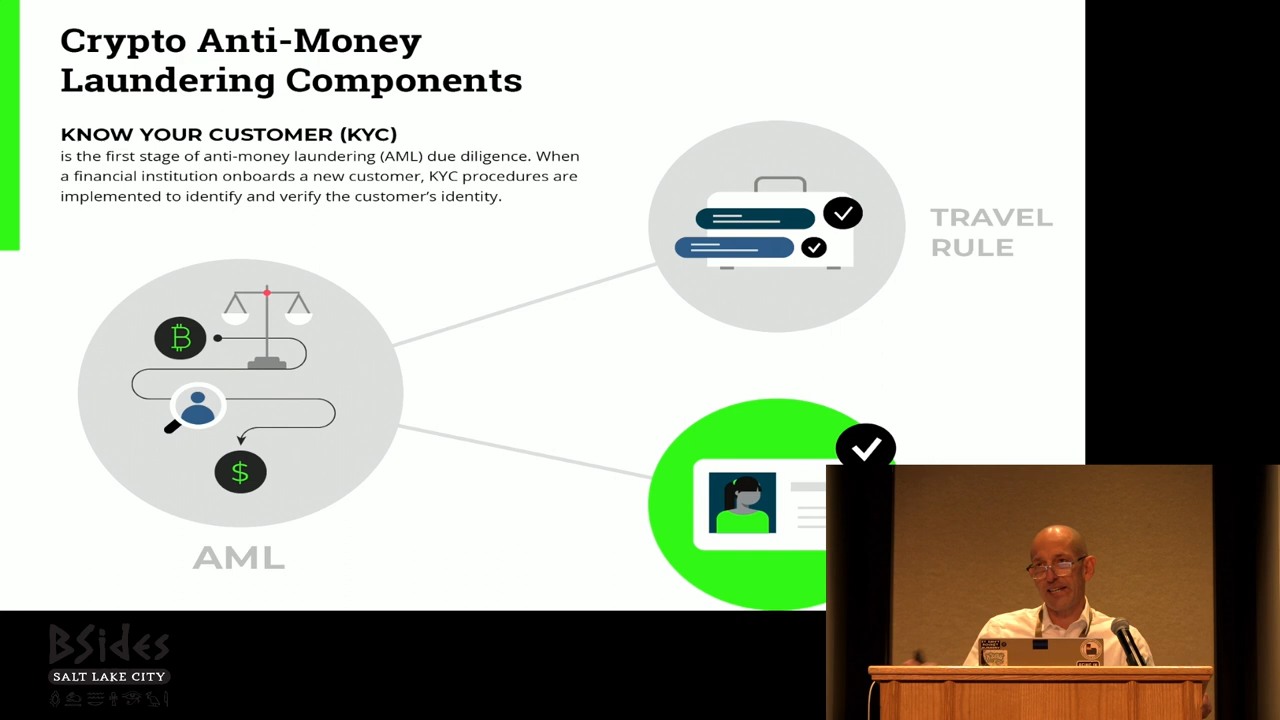 Crypto Anti-Money
Laundering Components
KNOW YOUR CUSTOMER (KYC)
is the first stage of anti-money laundering (AML) due diligence. When
a financial institution onboards a new customer, KYC procedures are
implemented to identify and verify the customer's identity.
TRAVEL
RULE
AML
BSides
SALT LAKE CITY